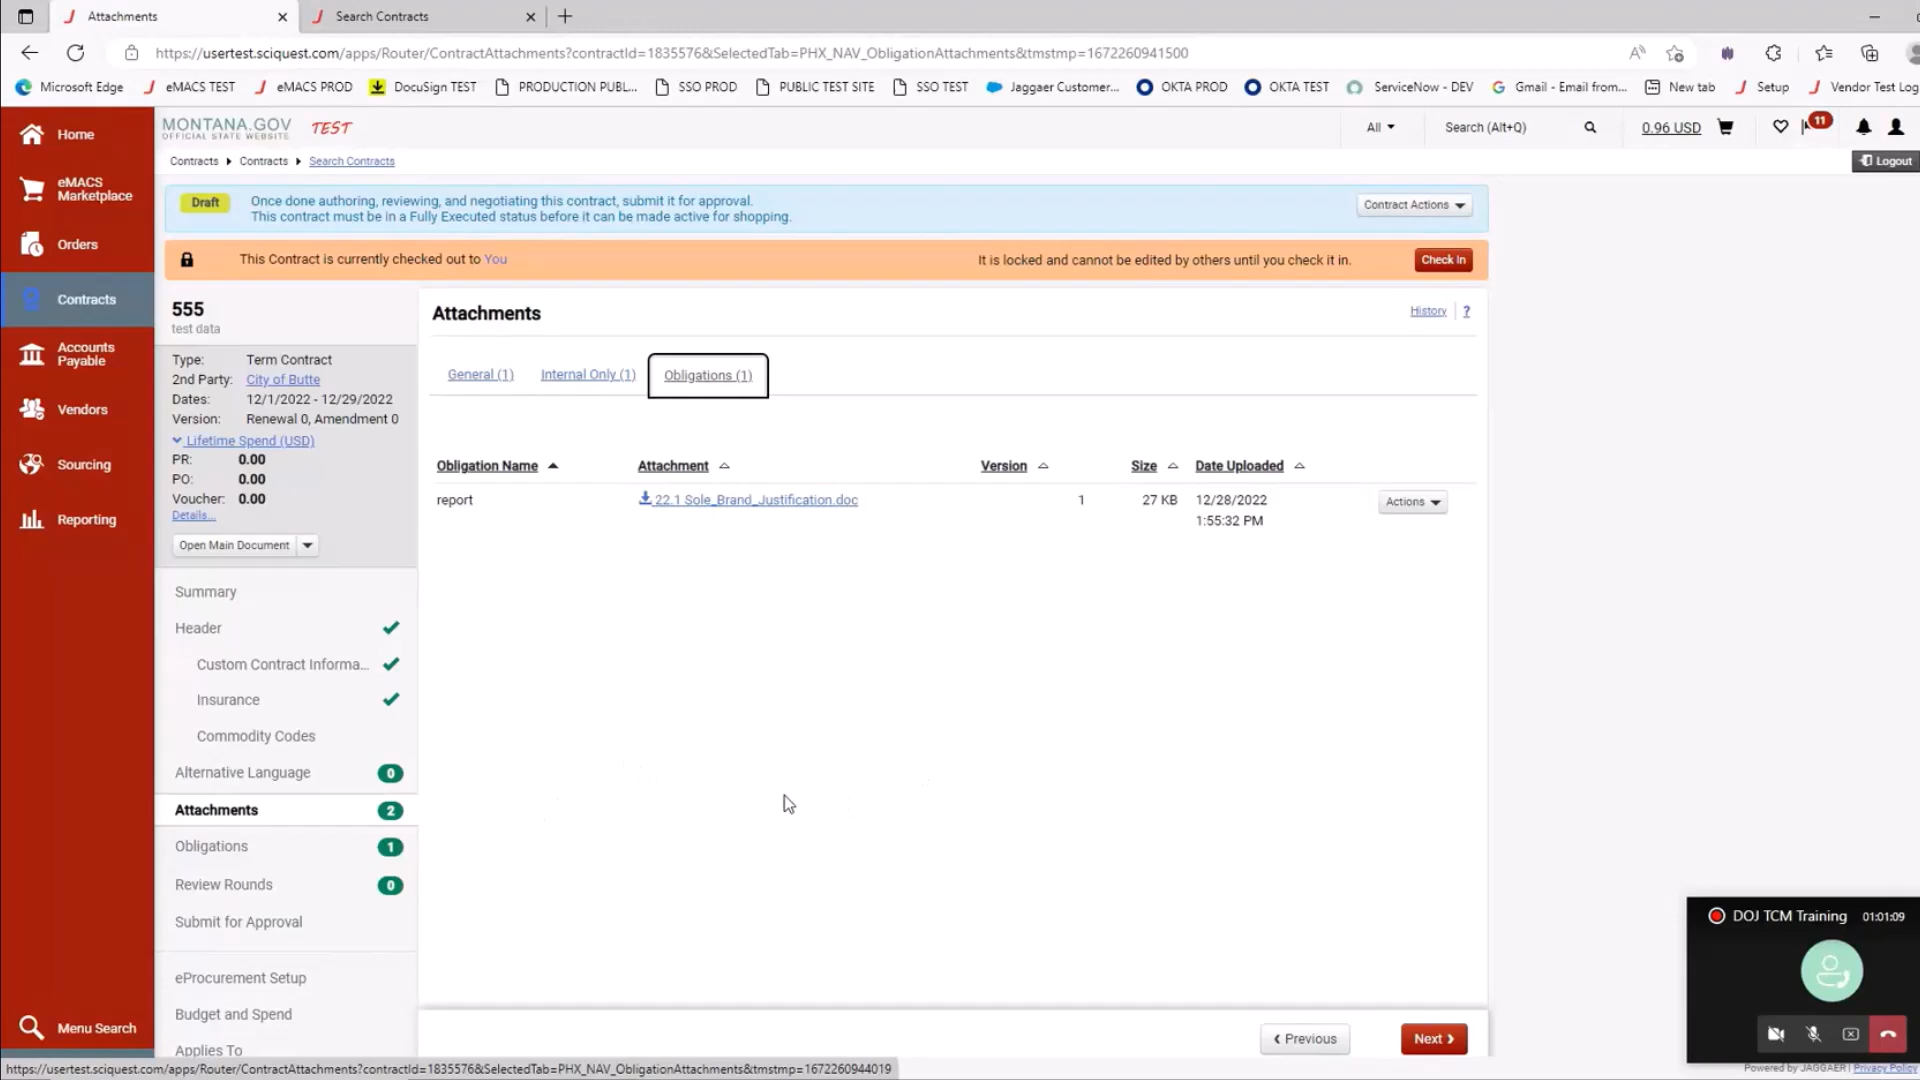 Attachments
Search Contracts
https://usertest.sciquest.com/apps/Router/ContractAttachments?contractId=1835576&SelectedTab=PHX_NAV_ObligationAttachments&tmstmp=1672260941500
Microsoft Edge
eMACS TEST
eMACS PROD
DocuSign TEST
PRODUCTION PUBL...
SSO PROD
PUBLIC TEST SITE
SSO TEST
Jaggaer Customer...
OKTA PROD
OKTA TEST
ServiceNow - DEV
Gmail - Email from...
New tab
Setup
Vendor Test Log
Home
eMACS
Marketplace
Orders
Contracts
Accounts
Payable
Vendors
Sourcing
Reporting
Menu Search
MONTANA.GOV
OFFICIAL STATE WEBSITE
TEST
All
Search (Alt+Q)
0.96 USD
11
Logout
Contracts
Contracts
Search Contracts
Draft
Once done authoring, reviewing, and negotiating this contract, submit it for approval.
This contract must be in a Fully Executed status before it can be made active for shopping.
Contract Actions
This Contract is currently checked out to You
It is locked and cannot be edited by others until you check it in.
Check In
555
test data
Type: Term Contract
2nd Party: City of Butte
Dates: 12/1/2022 - 12/29/2022
Version: Renewal 0, Amendment 0
Lifetime Spend (USD)
PR: 0.00
PO: 0.00
Voucher: 0.00
Details...
Open Main Document
Summary
Header
Custom Contract Informa...
Insurance
Commodity Codes
Alternative Language 0
Attachments 2
Obligations 1
Review Rounds 0
Submit for Approval
eProcurement Setup
Budget and Spend
Applies To
Attachments
History
?
General (1)
Internal Only (1)
Obligations (1)
Obligation Name
Attachment
Version
Size
Date Uploaded
report
22.1 Sole_Brand_Justification.doc
1
27 KB
12/28/2022
1:55:32 PM
Actions
Previous
Next
DOJ TCM Training 01:01:09
Powered by JAGGAER | Privacy Policy
https://usertest.sciquest.com/apps/Router/ContractAttachments?contractId=1835576&SelectedTab=PHX_NAV_ObligationAttachments&tmstmp=1672260944019